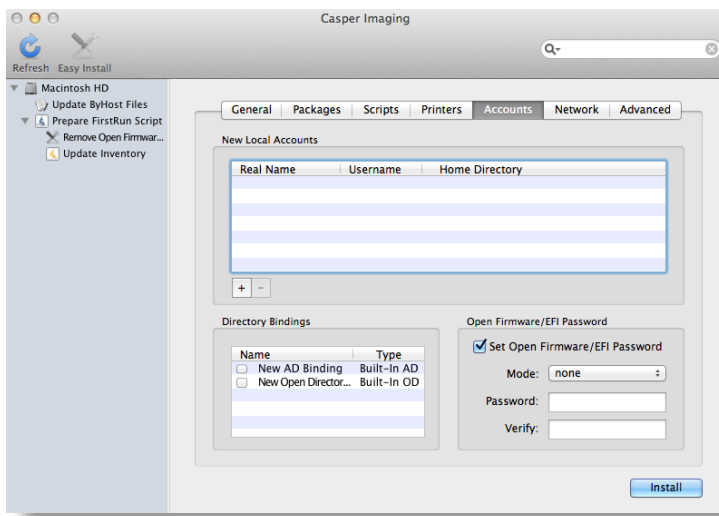 Casper Imaging
Refresh Easy Install
Macintosh HD
Update ByHost Files
Prepare FirstRun Script
Remove Open Firmwar...
Update Inventory
General Packages Scripts Printers Accounts Network Advanced
New Local Accounts
Real Name Username Home Directory
+ −
Directory Bindings
Name Type
New AD Binding Built-In AD
New Open Director... Built-In OD
Open Firmware/EFI Password
Set Open Firmware/EFI Password
Mode: none
Password:
Verify:
Install